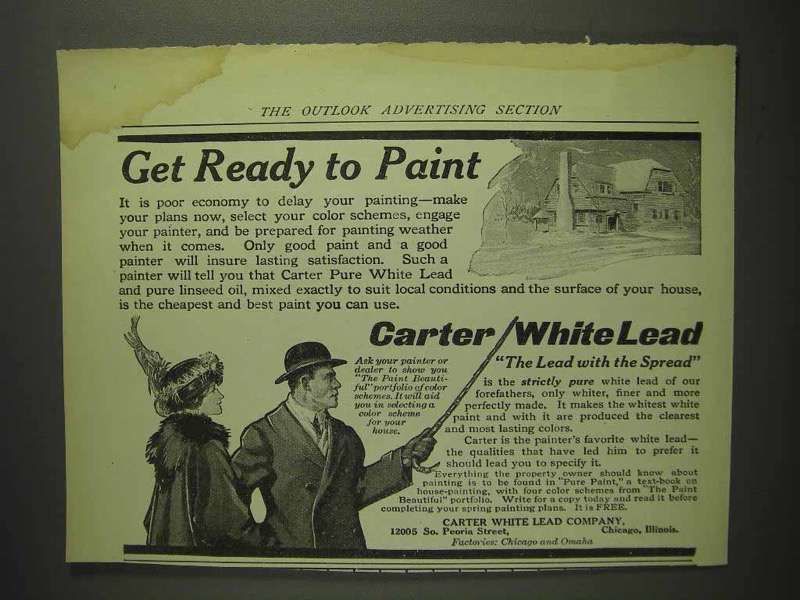 THE OUTLOOK ADVERTISING SECTION
Get Ready to Paint
It is poor economy to delay your painting—make
your plans now, select your color schemes, engage
your painter, and be prepared for painting weather
when it comes. Only good paint and a good
painter will insure lasting satisfaction. Such a
painter will tell you that Carter Pure White Lead
and pure linseed oil, mixed exactly to suit local conditions and the surface of your house,
is the cheapest and best paint you can use.
Carter White Lead
"The Lead with the Spread"
Ask your painter or
dealer to show you
"The Paint Beauti-
ful" portfolio of color
schemes. It will aid
you in selecting a
color scheme
for your
house.
is the strictly pure white lead of our
forefathers, only whiter, finer and more
perfectly made. It makes the whitest white
paint and with it are produced the clearest
and most lasting colors.
Carter is the painter's favorite white lead—
the qualities that have led him to prefer it
should lead you to specify it.
Everything the property owner should know about
painting is to be found in "Pure Paint," a text-book on
house-painting, with four color schemes from "The Paint
Beautiful" portfolio. Write for a copy today and read it before
completing your spring painting plans. It is FREE.
CARTER WHITE LEAD COMPANY,
12005 So. Peoria Street, Chicago, Illinois.
Factories: Chicago and Omaha